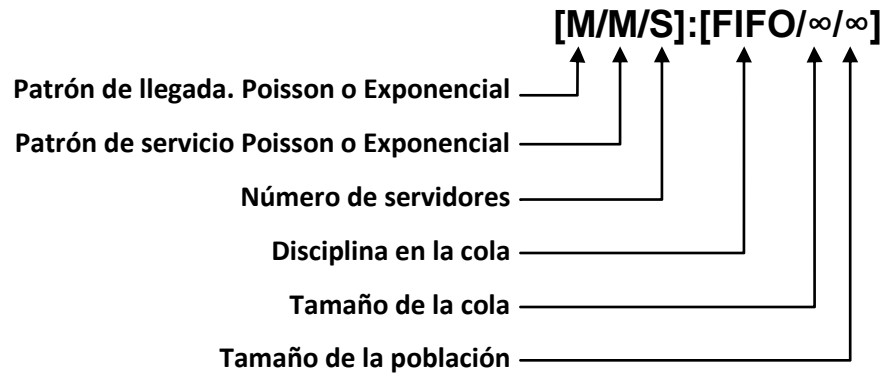 [M/M/S]:[FIFO/∞/∞]
Patrón de llegada. Poisson o Exponencial
Patrón de servicio Poisson o Exponencial
Número de servidores
Disciplina en la cola
Tamaño de la cola
Tamaño de la población